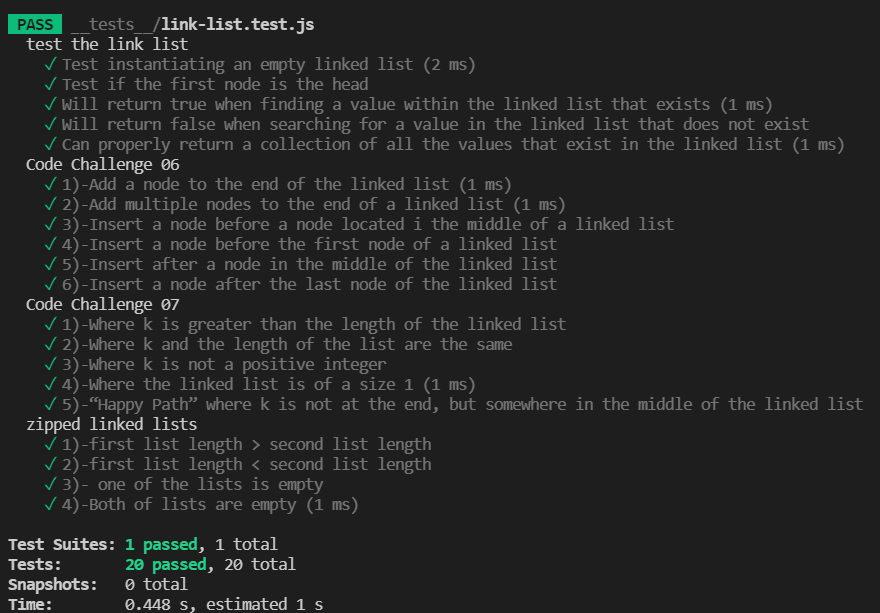 PASS __tests__/link-list.test.js
test the link list
✓ Test instantiating an empty linked list (2 ms)
✓ Test if the first node is the head
✓ Will return true when finding a value within the linked list that exists (1 ms)
✓ Will return false when searching for a value in the linked list that does not exist
✓ Can properly return a collection of all the values that exist in the linked list (1 ms)
Code Challenge 06
✓ 1)-Add a node to the end of the linked list (1 ms)
✓ 2)-Add multiple nodes to the end of a linked list (1 ms)
✓ 3)-Insert a node before a node located i the middle of a linked list
✓ 4)-Insert a node before the first node of a linked list
✓ 5)-Insert after a node in the middle of the linked list
✓ 6)-Insert a node after the last node of the linked list
Code Challenge 07
✓ 1)-Where k is greater than the length of the linked list
✓ 2)-Where k and the length of the list are the same
✓ 3)-Where k is not a positive integer
✓ 4)-Where the linked list is of a size 1 (1 ms)
✓ 5)-“Happy Path” where k is not at the end, but somewhere in the middle of the linked list
zipped linked lists
✓ 1)-first list length > second list length
✓ 2)-first list length < second list length
✓ 3)- one of the lists is empty
✓ 4)-Both of lists are empty (1 ms)
Test Suites: 1 passed, 1 total
Tests: 20 passed, 20 total
Snapshots: 0 total
Time: 0.448 s, estimated 1 s